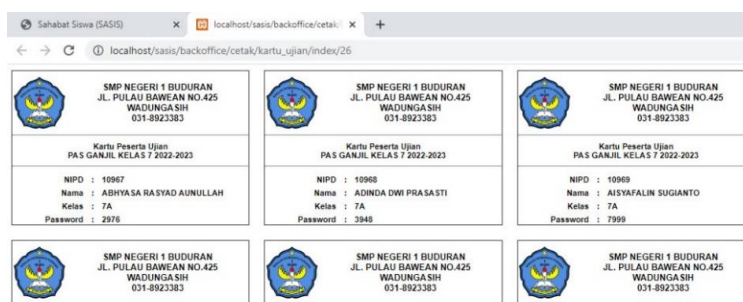 Sahabat Siswa (SASIS)
localhost/sasis/backoffice/cetak/
localhost/sasis/backoffice/cetak/kartu_ujian/index/26
SMP NEGERI 1 BUDURAN
JL. PULAU BAWEAN NO.425
WADUNGASIH
031-8923383
Kartu Peserta Ujian
PAS GANJIL KELAS 7 2022-2023
NIPD : 10967
Nama : ABHYASA RASYAD AUNULLAH
Kelas : 7A
Password : 2976
SMP NEGERI 1 BUDURAN
JL. PULAU BAWEAN NO.425
WADUNGASIH
031-8923383
Kartu Peserta Ujian
PAS GANJIL KELAS 7 2022-2023
NIPD : 10968
Nama : ADINDA DWI PRASASTI
Kelas : 7A
Password : 3948
SMP NEGERI 1 BUDURAN
JL. PULAU BAWEAN NO.425
WADUNGASIH
031-8923383
Kartu Peserta Ujian
PAS GANJIL KELAS 7 2022-2023
NIPD : 10969
Nama : AISYAFALIN SUGIANTO
Kelas : 7A
Password : 7999
SMP NEGERI 1 BUDURAN
JL. PULAU BAWEAN NO.425
WADUNGASIH
031-8923383
SMP NEGERI 1 BUDURAN
JL. PULAU BAWEAN NO.425
WADUNGASIH
031-8923383
SMP NEGERI 1 BUDURAN
JL. PULAU BAWEAN NO.425
WADUNGASIH
031-8923383